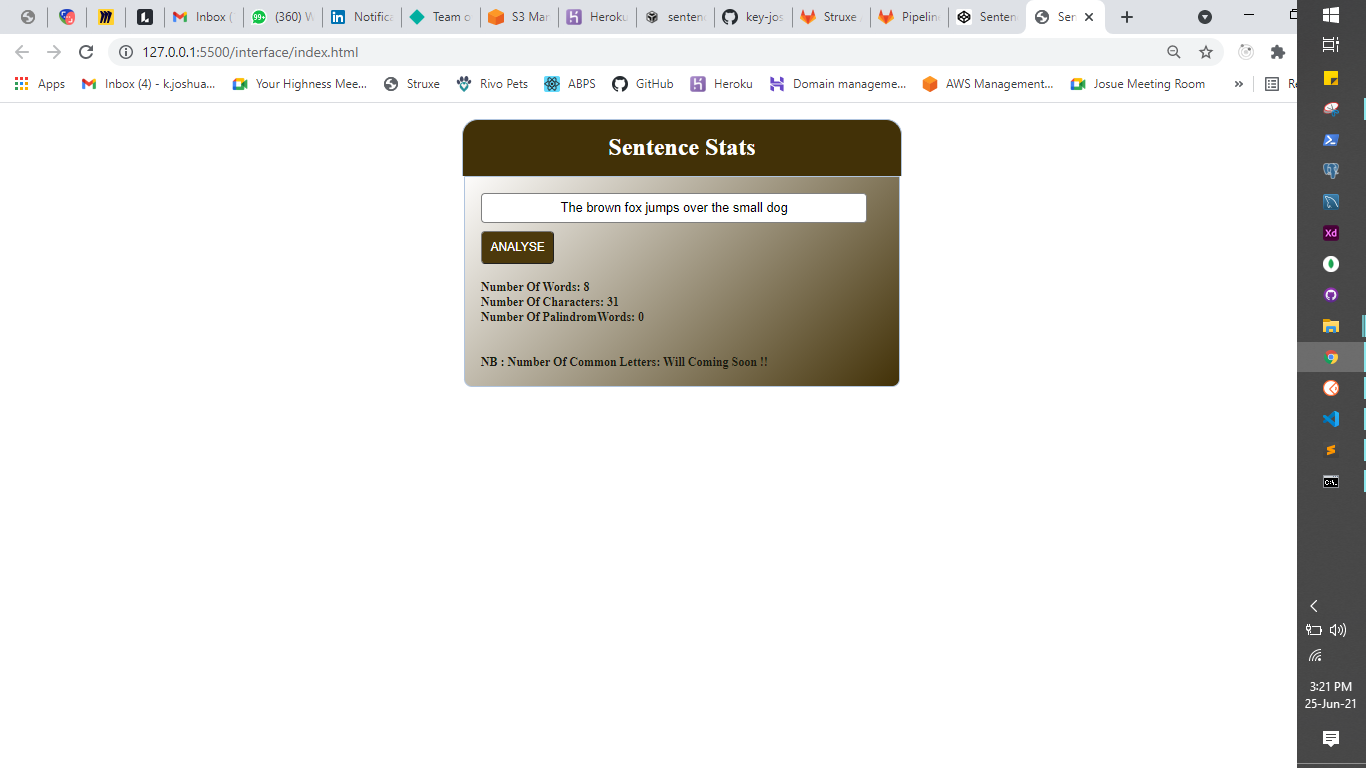 Inbox (
(360) W
Notifica
Team o
S3 Man
Heroku
senten
key-jos
Struxe
Pipelin
Senten
Sen
127.0.0.1:5500/interface/index.html
Apps
Inbox (4) - k.joshua...
Your Highness Mee...
Struxe
Rivo Pets
ABPS
GitHub
Heroku
Domain manageme...
AWS Management...
Josue Meeting Room
»
Sentence Stats
The brown fox jumps over the small dog
ANALYSE
Number Of Words: 8
Number Of Characters: 31
Number Of PalindromWords: 0
NB : Number Of Common Letters: Will Coming Soon !!
Xd
3:21 PM
25-Jun-21